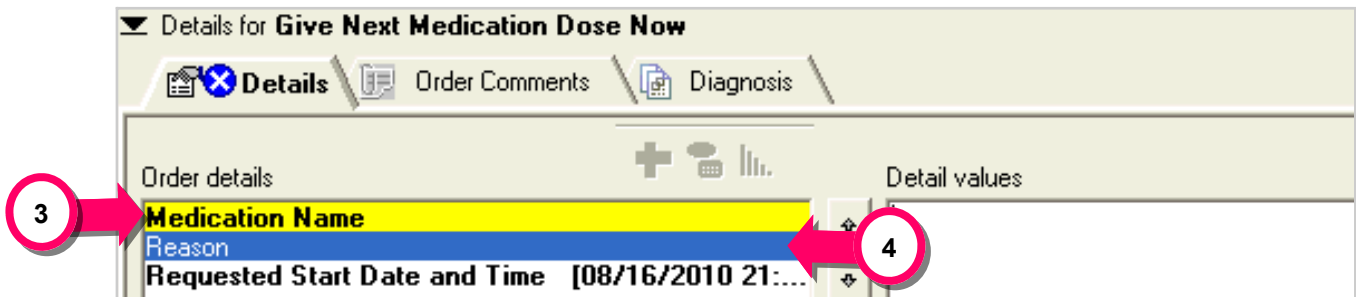 Details for Give Next Medication Dose Now
Details Order Comments Diagnosis
Order details Detail values
3 Medication Name
Reason 4
Requested Start Date and Time [08/16/2010 21:...